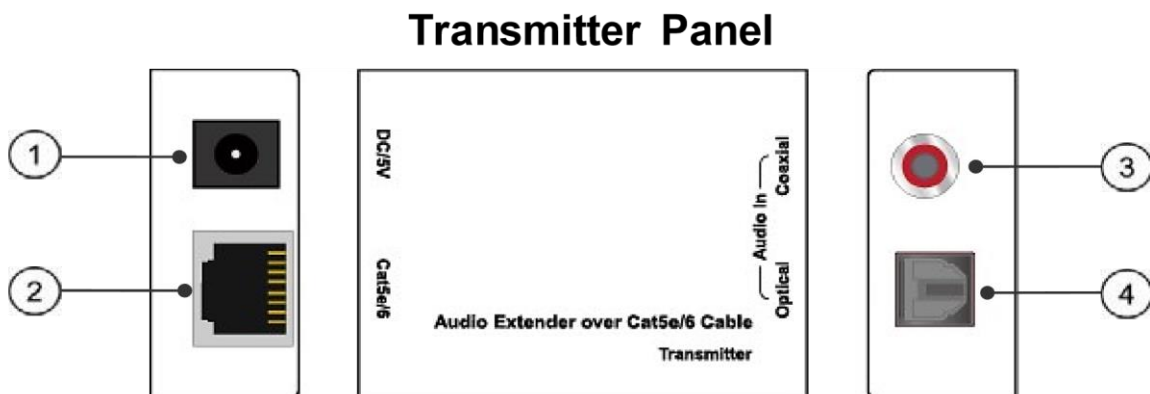 Transmitter Panel
1
DC/5V
2
Cat5e/6
Audio In
Coaxial
Optical
Audio Extender over Cat5e/6 Cable
Transmitter
3
4